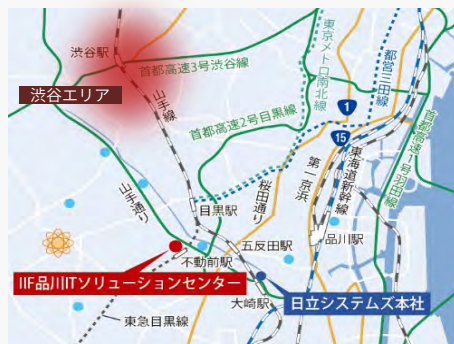 渋谷駅
首都高速3号渋谷線
東京メトロ南北線
都営三田線
渋谷エリア
山手線
首都高速2号目黒線
1
15
首都高速1号羽田線
東海道新幹線
第一京浜
桜田通り
山手通り
目黒駅
品川駅
五反田駅
不動前駅
IIF品川ITソリューションセンター
大崎駅
日立システムズ本社
東急目黒線